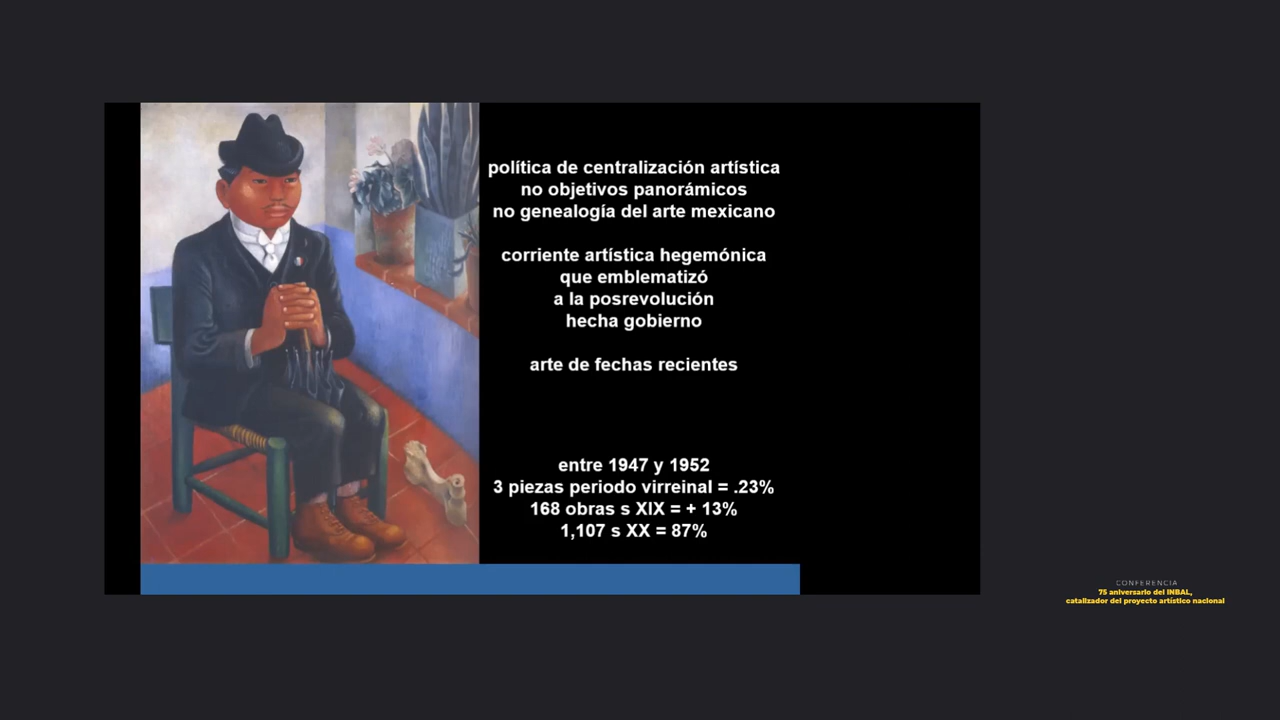 política de centralización artística
no objetivos panorámicos
no genealogía del arte mexicano
corriente artística hegemónica
que emblematizó
a la posrevolución
hecha gobierno
arte de fechas recientes
entre 1947 y 1952
3 piezas periodo virreinal = .23%
168 obras s XIX = + 13%
1,107 s XX = 87%
CONFERENCIA
75 aniversario del INBAL,
catalizador del proyecto artístico nacional